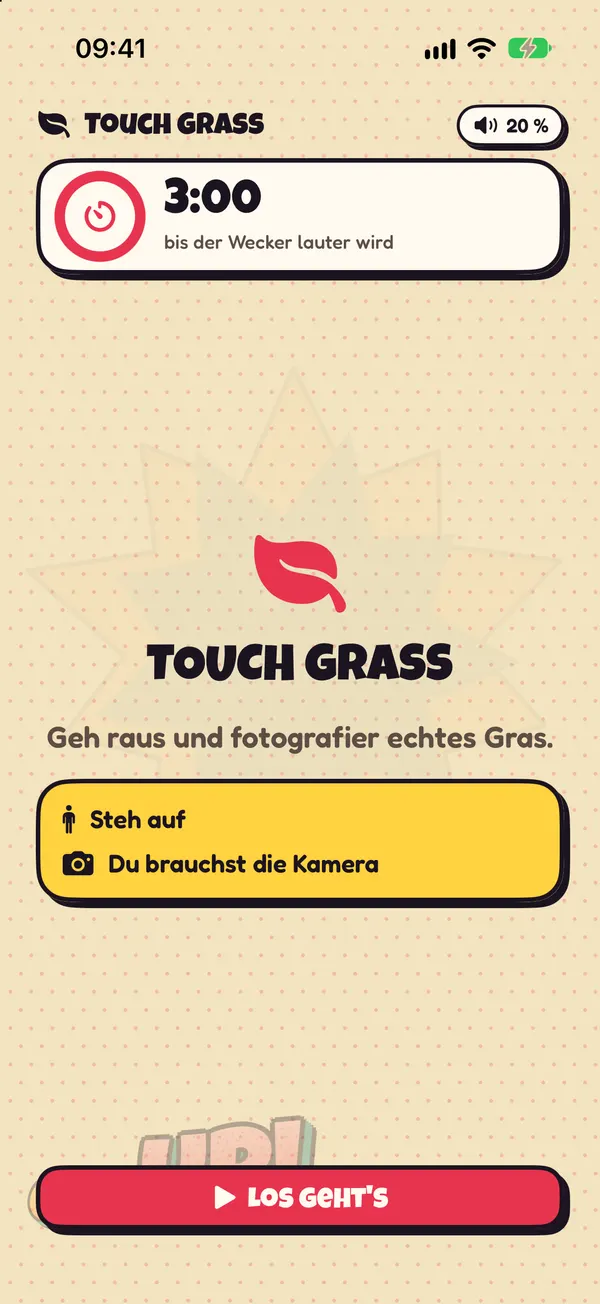 09:41
TOUCH GRASS
20 %
3:00
bis der Wecker lauter wird
TOUCH GRASS
Geh raus und fotografier echtes Gras.
Steh auf
Du brauchst die Kamera
UP!
LOS GEHT'S